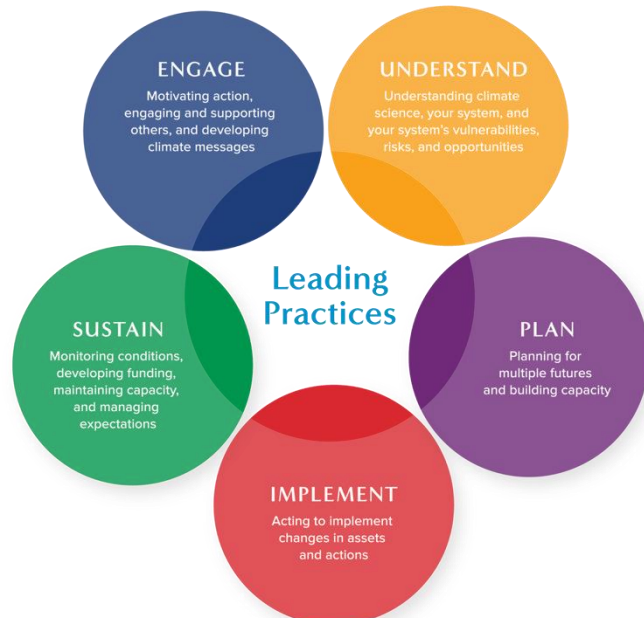 ENGAGE
Motivating action,
engaging and supporting
others, and developing
climate messages
UNDERSTAND
Understanding climate
science, your system, and
your system's vulnerabilities,
risks, and opportunities
Leading
Practices
SUSTAIN
Monitoring conditions,
developing funding,
maintaining capacity,
and managing
expectations
PLAN
Planning for
multiple futures
and building capacity
IMPLEMENT
Acting to implement
changes in assets
and actions